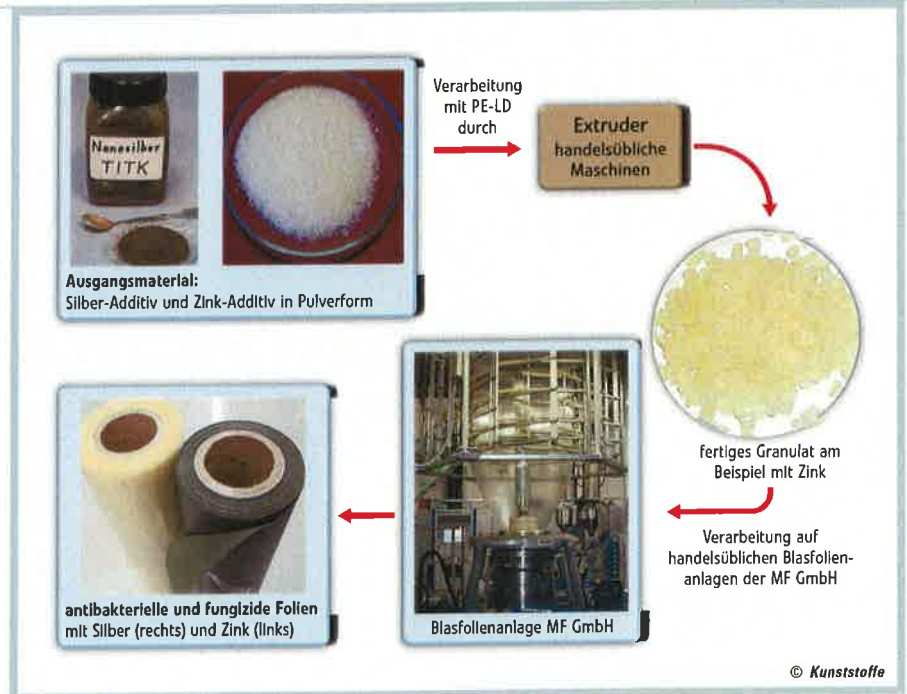 Nanosilber
TITK
Ausgangsmaterial:
Silber-Additiv und Zink-Additiv in Pulverform
Verarbeitung
mit PE-LD
durch
Extruder
handelsübliche
Maschinen
fertiges Granulat am
Beispiel mit Zink
Verarbeitung auf
handelsüblichen Blasfolien-
anlagen der MF GmbH
Blasfolienanlage MF GmbH
antibakterielle und fungizide Folien
mit Silber (rechts) und Zink (links)
© Kunststoffe